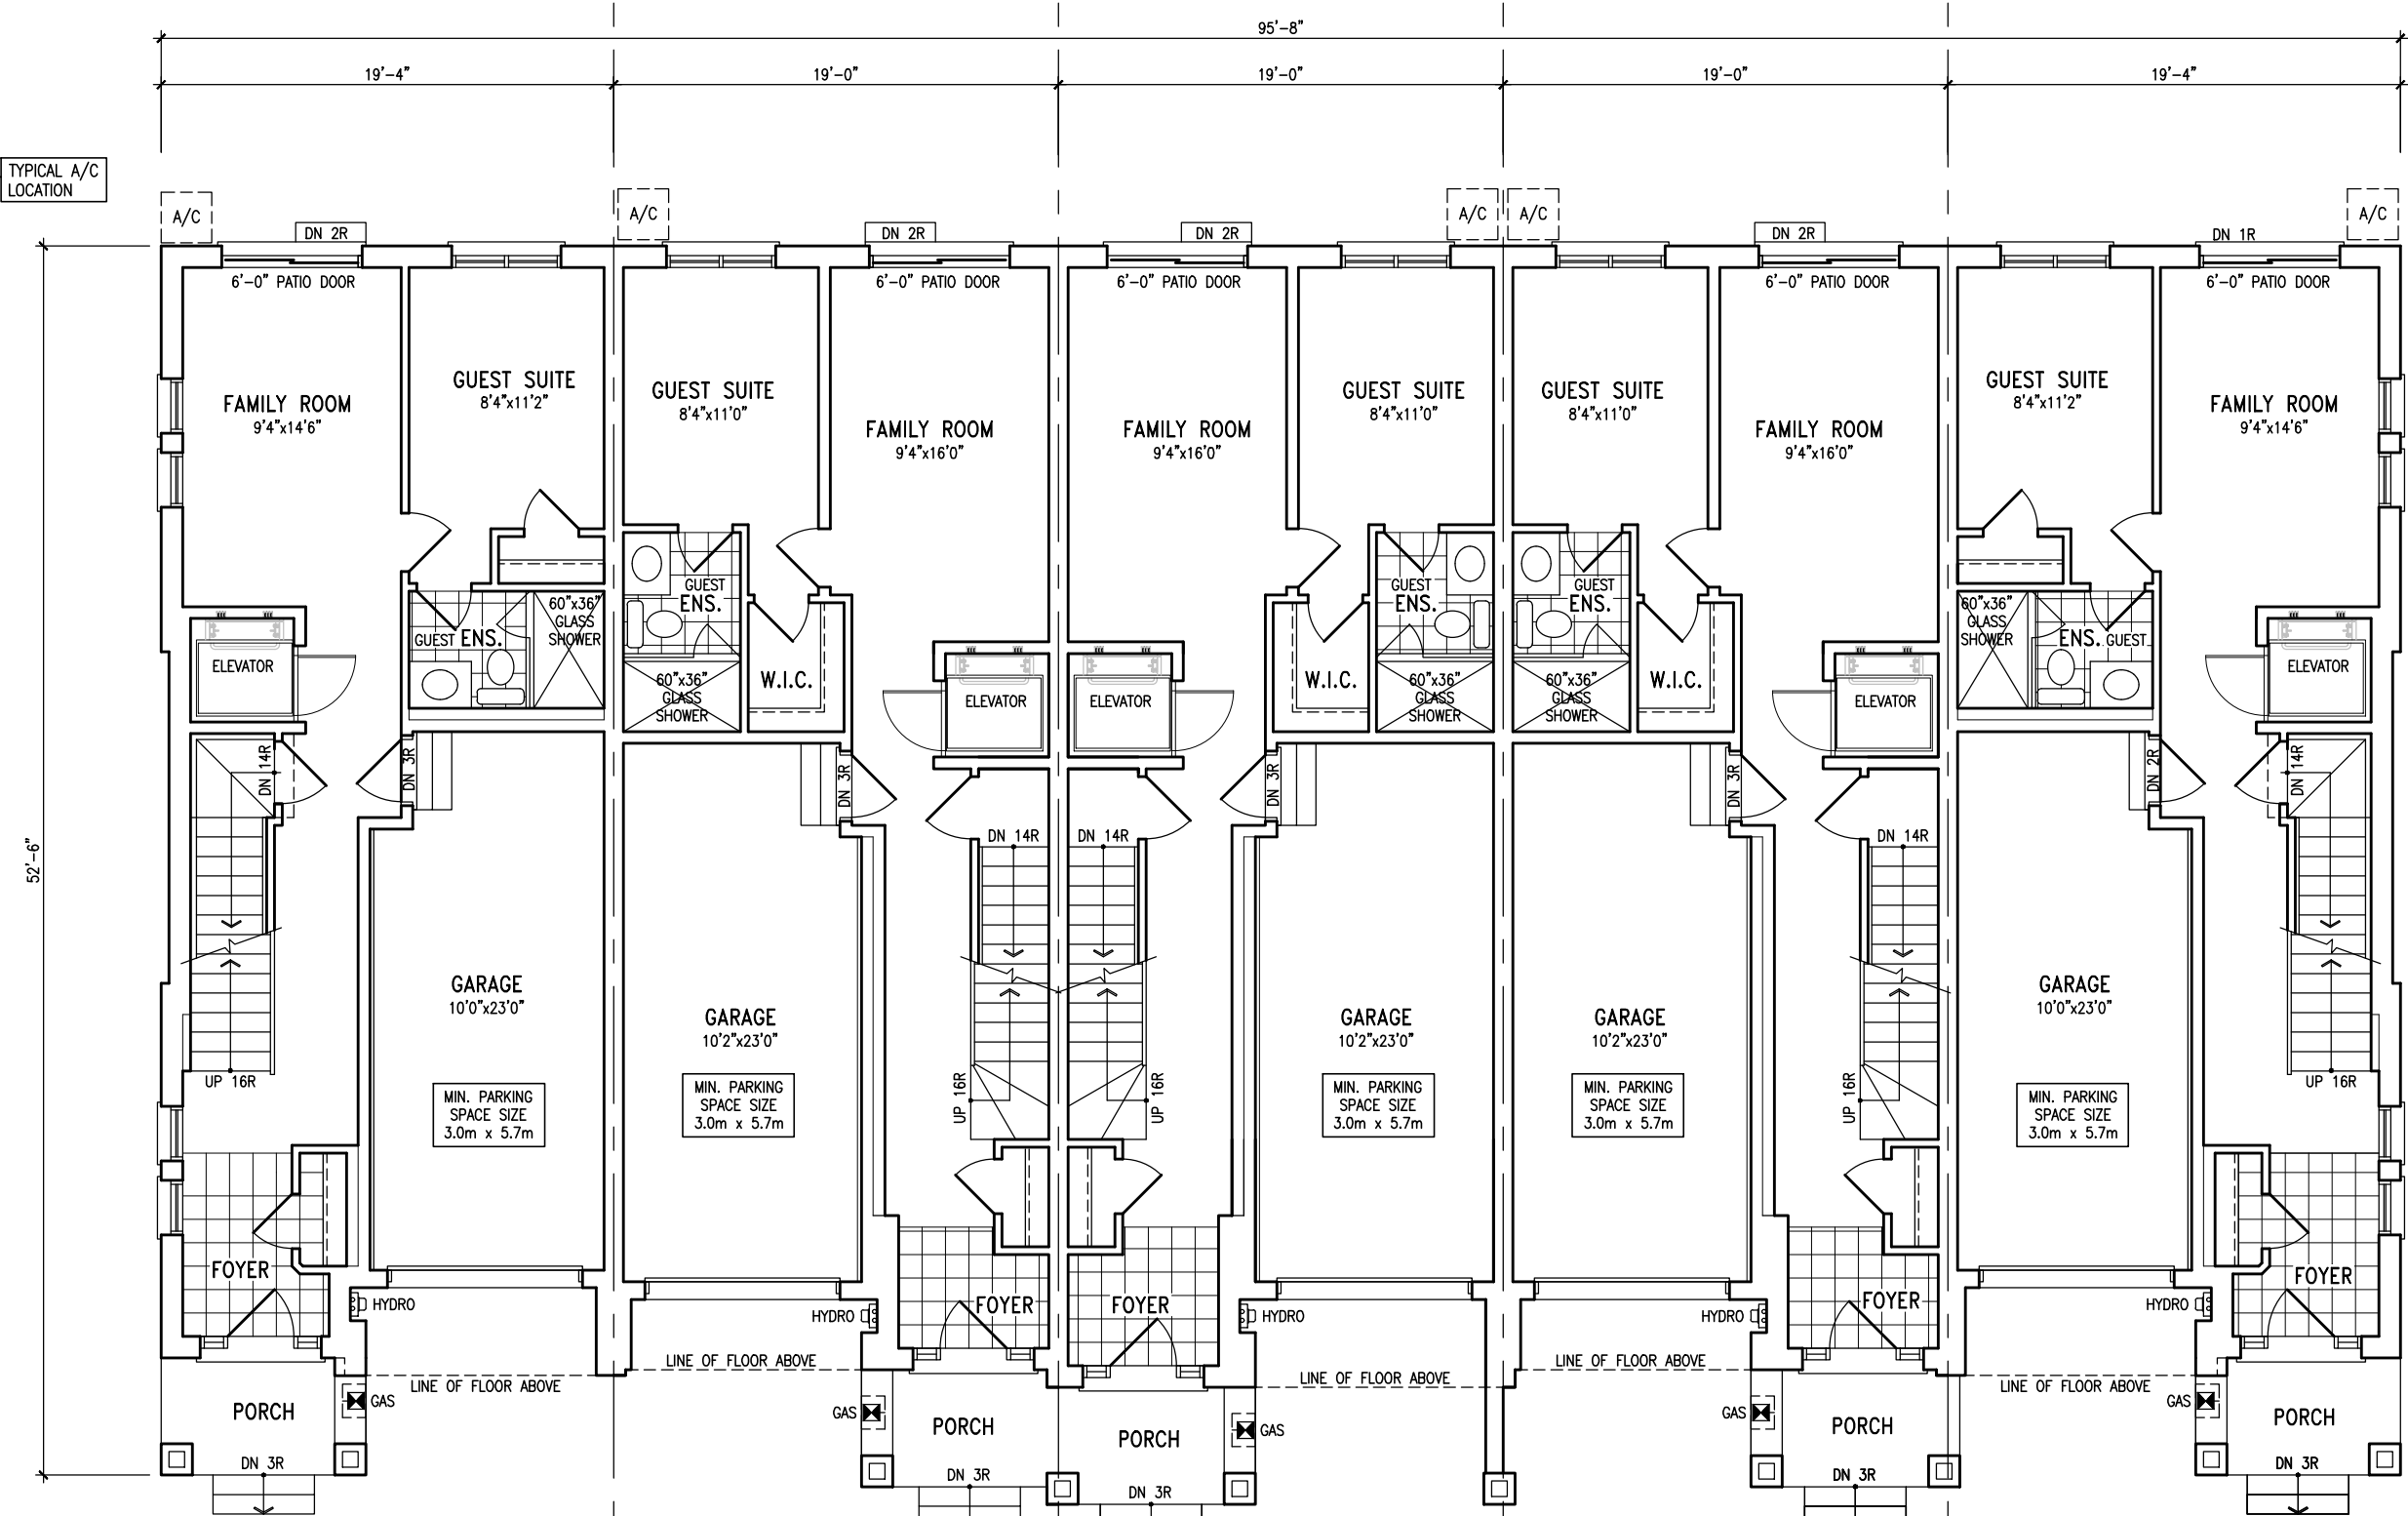 95'-8"
19'-4"
19'-0"
19'-0"
19'-0"
19'-4"
TYPICAL A/C
LOCATION
A/C
A/C
A/C
A/C
A/C
DN 2R
DN 2R
DN 2R
DN 2R
DN 1R
6'-0" PATIO DOOR
6'-0" PATIO DOOR
6'-0" PATIO DOOR
6'-0" PATIO DOOR
6'-0" PATIO DOOR
FAMILY ROOM
9'4"x14'6"
GUEST SUITE
8'4"x11'2"
GUEST SUITE
8'4"x11'0"
FAMILY ROOM
9'4"x16'0"
FAMILY ROOM
9'4"x16'0"
GUEST SUITE
8'4"x11'0"
GUEST SUITE
8'4"x11'0"
FAMILY ROOM
9'4"x16'0"
GUEST SUITE
8'4"x11'2"
FAMILY ROOM
9'4"x14'6"
ELEVATOR
GUEST ENS.
60"x36"
GLASS
SHOWER
GUEST
ENS.
60"x36"
GLASS
SHOWER
W.I.C.
ELEVATOR
ELEVATOR
W.I.C.
GUEST
ENS.
60"x36"
GLASS
SHOWER
GUEST
ENS.
60"x36"
GLASS
SHOWER
W.I.C.
ELEVATOR
60"x36"
GLASS
SHOWER
ENS. GUEST
ELEVATOR
DN 14R
DN 3R
DN 3R
DN 14R
DN 14R
DN 3R
DN 3R
DN 14R
DN 2R
DN 14R
52'-6"
GARAGE
10'0"x23'0"
GARAGE
10'2"x23'0"
GARAGE
10'2"x23'0"
GARAGE
10'2"x23'0"
GARAGE
10'0"x23'0"
UP 16R
MIN. PARKING
SPACE SIZE
3.0m x 5.7m
MIN. PARKING
SPACE SIZE
3.0m x 5.7m
UP 16R
UP 16R
MIN. PARKING
SPACE SIZE
3.0m x 5.7m
MIN. PARKING
SPACE SIZE
3.0m x 5.7m
UP 16R
MIN. PARKING
SPACE SIZE
3.0m x 5.7m
UP 16R
FOYER
HYDRO
HYDRO
FOYER
FOYER
HYDRO
HYDRO
FOYER
HYDRO
FOYER
LINE OF FLOOR ABOVE
LINE OF FLOOR ABOVE
LINE OF FLOOR ABOVE
LINE OF FLOOR ABOVE
LINE OF FLOOR ABOVE
PORCH
GAS
GAS
PORCH
PORCH
GAS
GAS
PORCH
GAS
PORCH
DN 3R
DN 3R
DN 3R
DN 3R
DN 3R